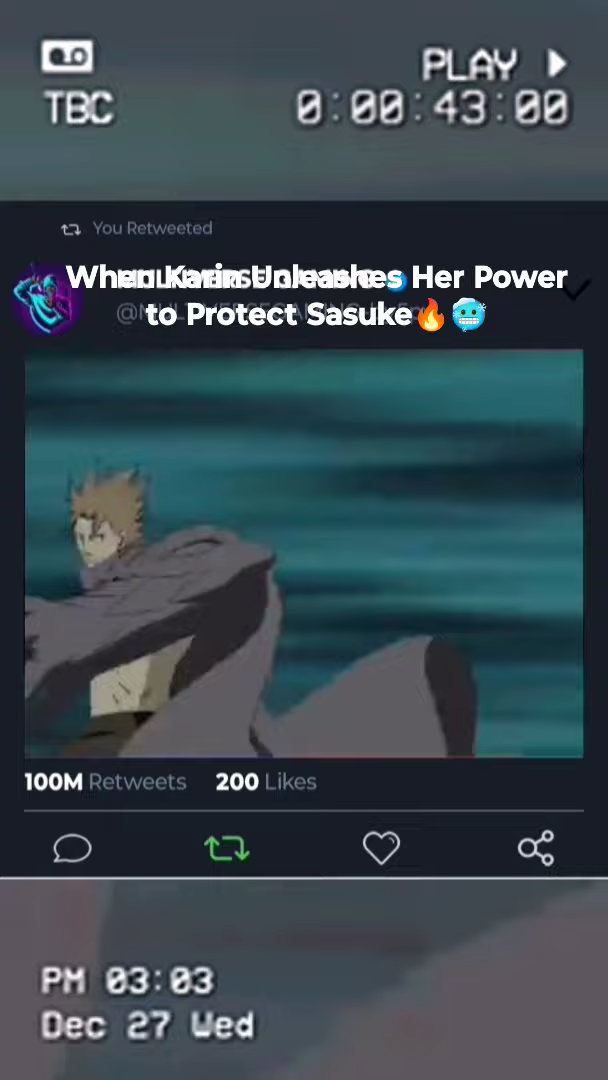 PLAY
TBC
0:00:43:00
You Retweeted
When Karin Unleashes Her Power
to Protect Sasuke🔥🥶
100M Retweets 200 Likes
PM 03:03
Dec 27 Wed